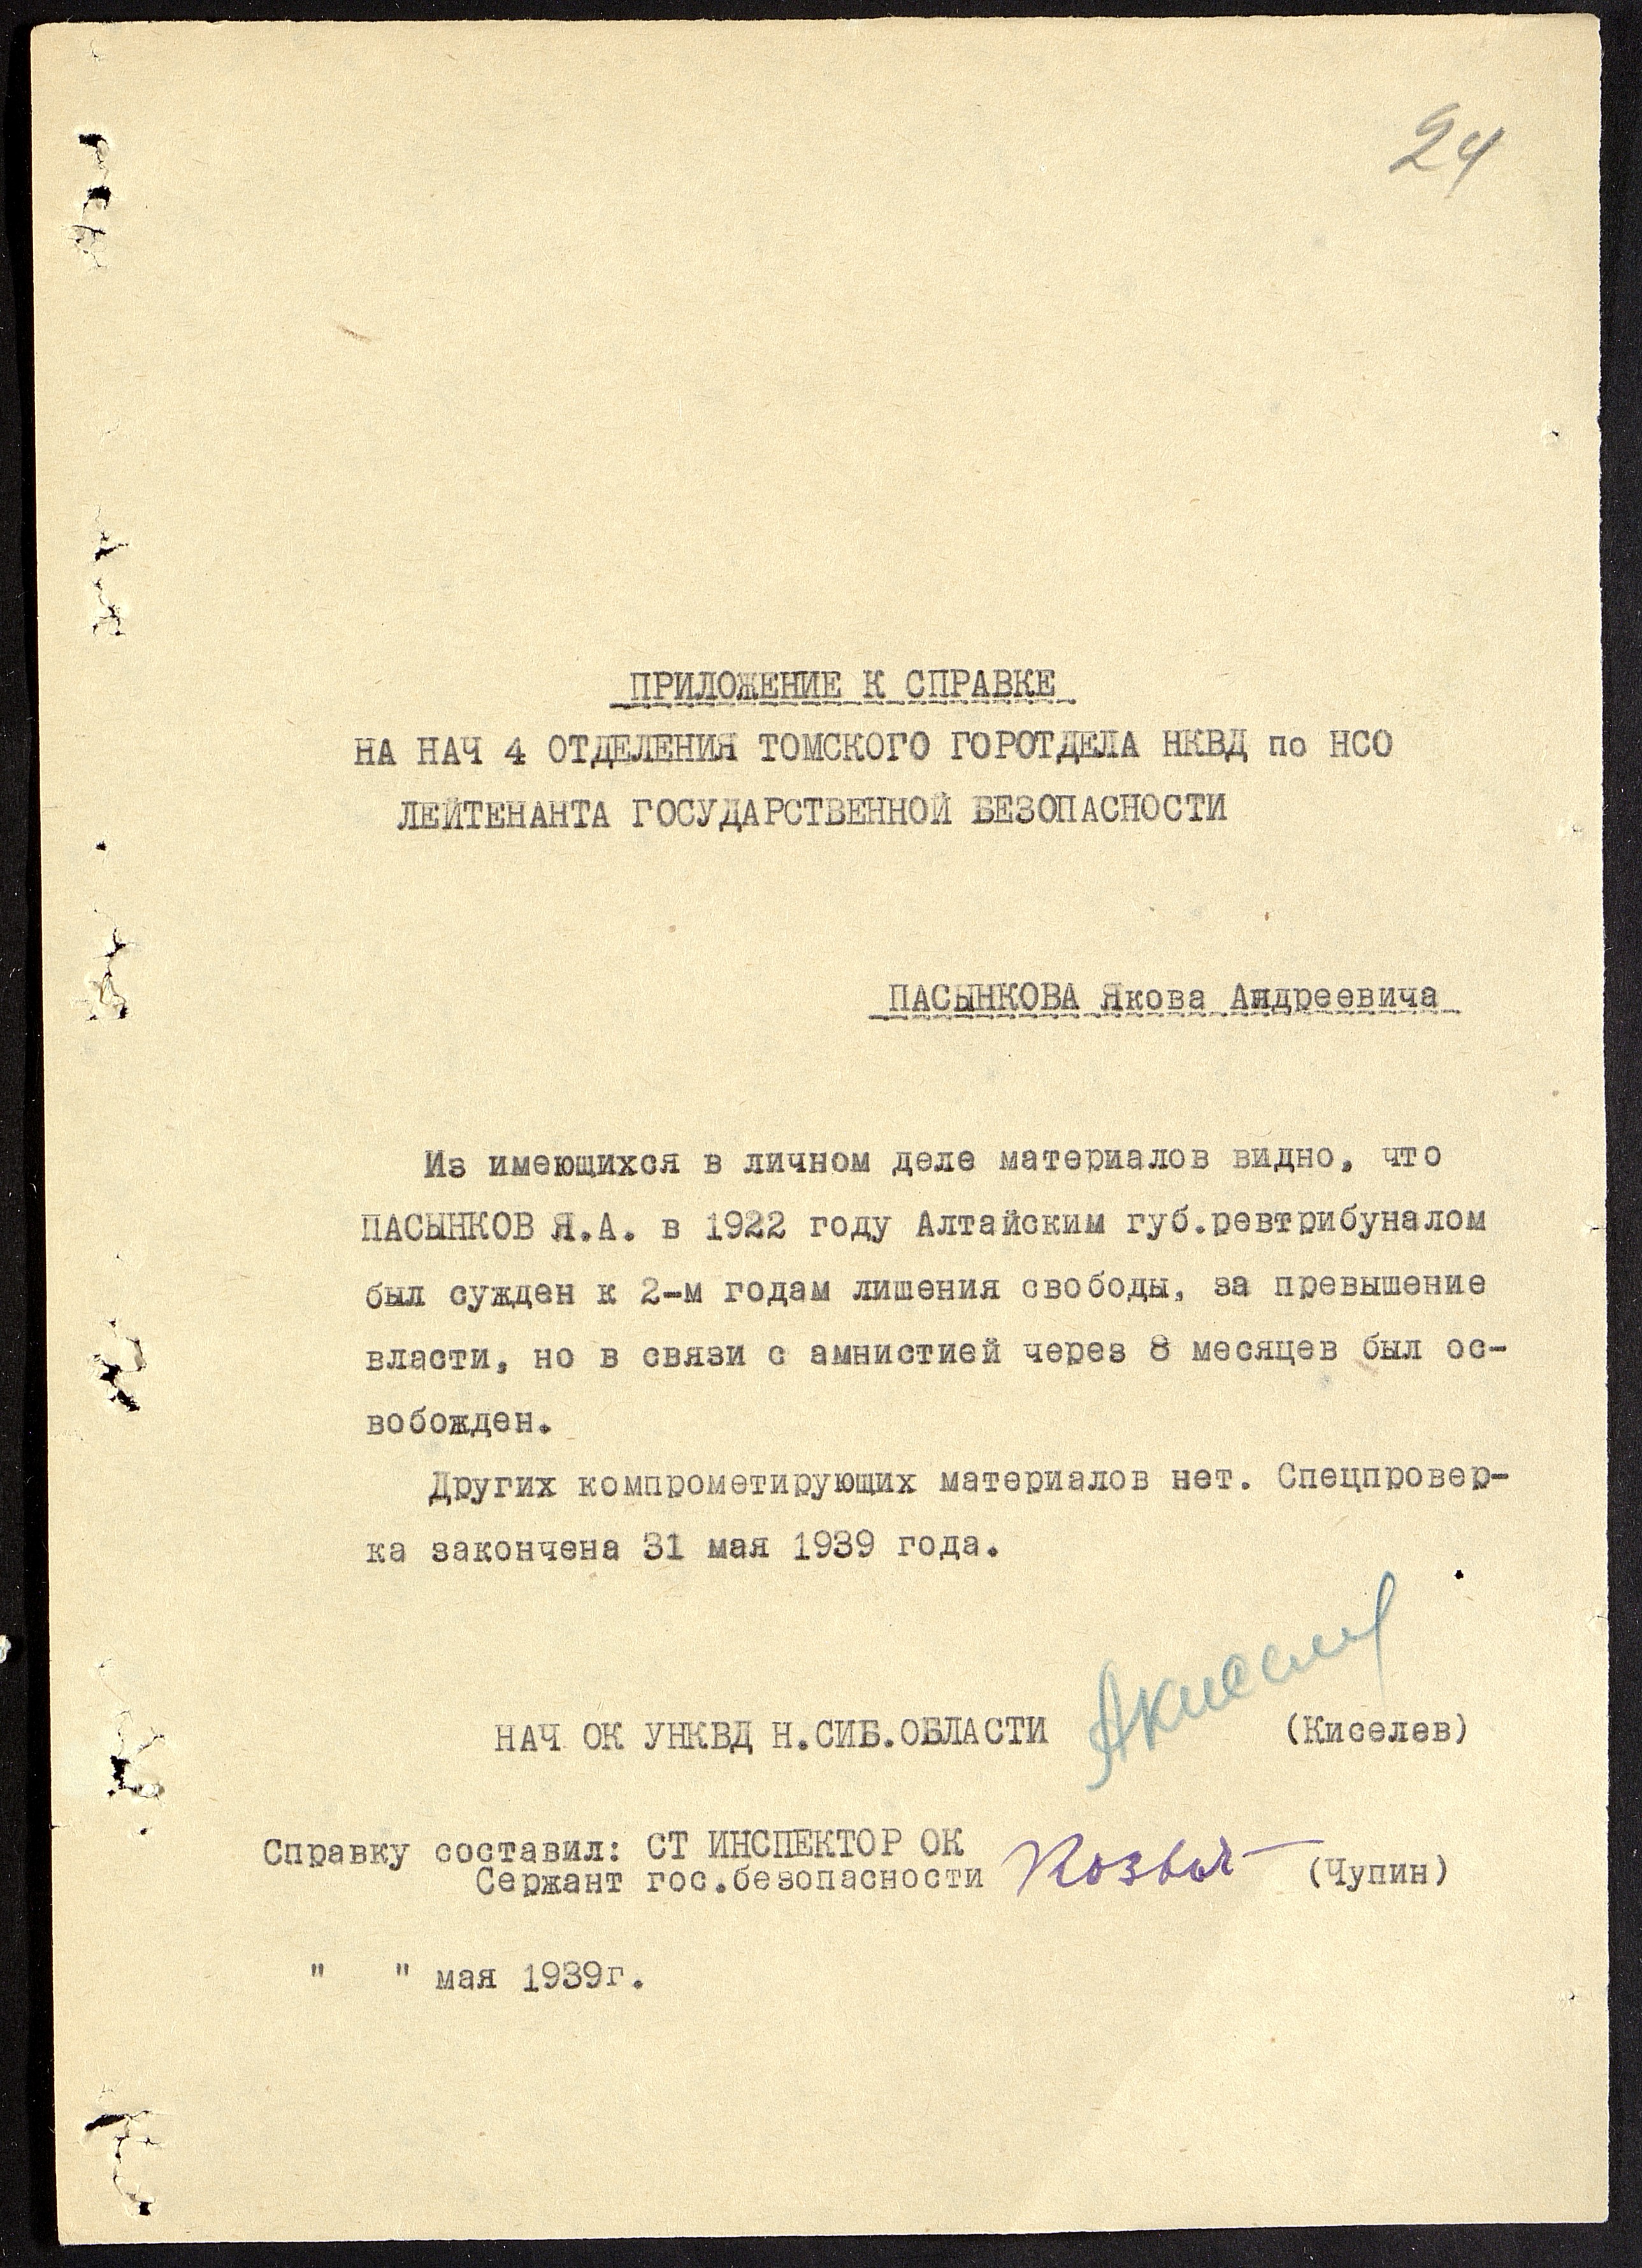 24
ПРИЛОЖЕНИЕ К СПРАВКЕ
НА НАЧ 4 ОТДЕЛЕНИЯ ТОМСКОГО ГОРОТДЕЛА НКВД по НСО
ЛЕЙТЕНАНТА ГОСУДАРСТВЕННОЙ БЕЗОПАСНОСТИ
ПАСЫНКОВА Якова Андреевича
Из имеющихся в личном деле материалов видно, что
ПАСЫНКОВ Я.А. в 1922 году Алтайским губ.ревтрибуналом
был сужден к 2-м годам лишения свободы, за превышение
власти, но в связи с амнистией через 8 месяцев был ос-
вобожден.
Других компрометирующих материалов нет. Спецпровер-
ка закончена 31 мая 1939 года.
НАЧ ОК УНКВД Н.СИБ.ОБЛАСТИ (Киселев)
Справку составил: СТ ИНСПЕКТОР ОК
Сержант гос.безопасности (Чупин)
" " мая 1939г.